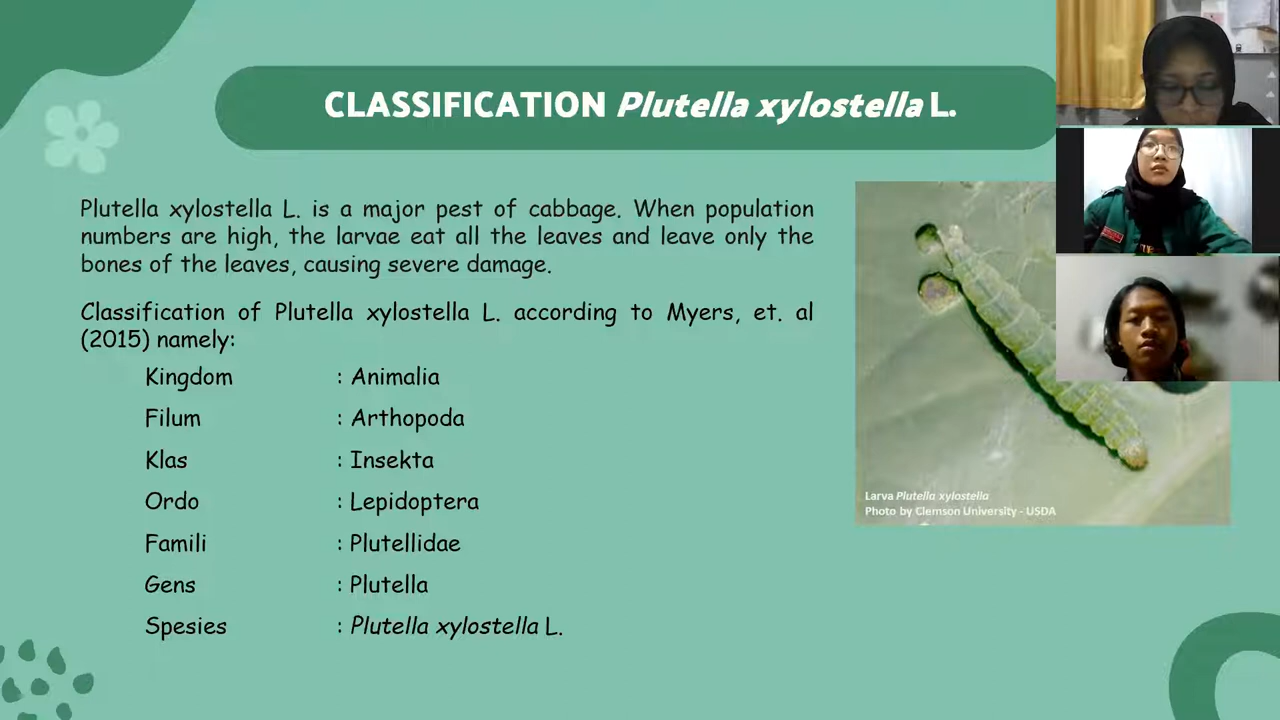 CLASSIFICATION Plutella xylostella L.
Plutella xylostella L. is a major pest of cabbage. When population
numbers are high, the larvae eat all the leaves and leave only the
bones of the leaves, causing severe damage.
Classification of Plutella xylostella L. according to Myers, et. al
(2015) namely:
Kingdom : Animalia
Filum : Arthopoda
Klas : Insekta
Ordo : Lepidoptera
Famili : Plutellidae
Gens : Plutella
Spesies : Plutella xylostella L.
Larva Plutella xylostella
Photo by Clemson University - USDA